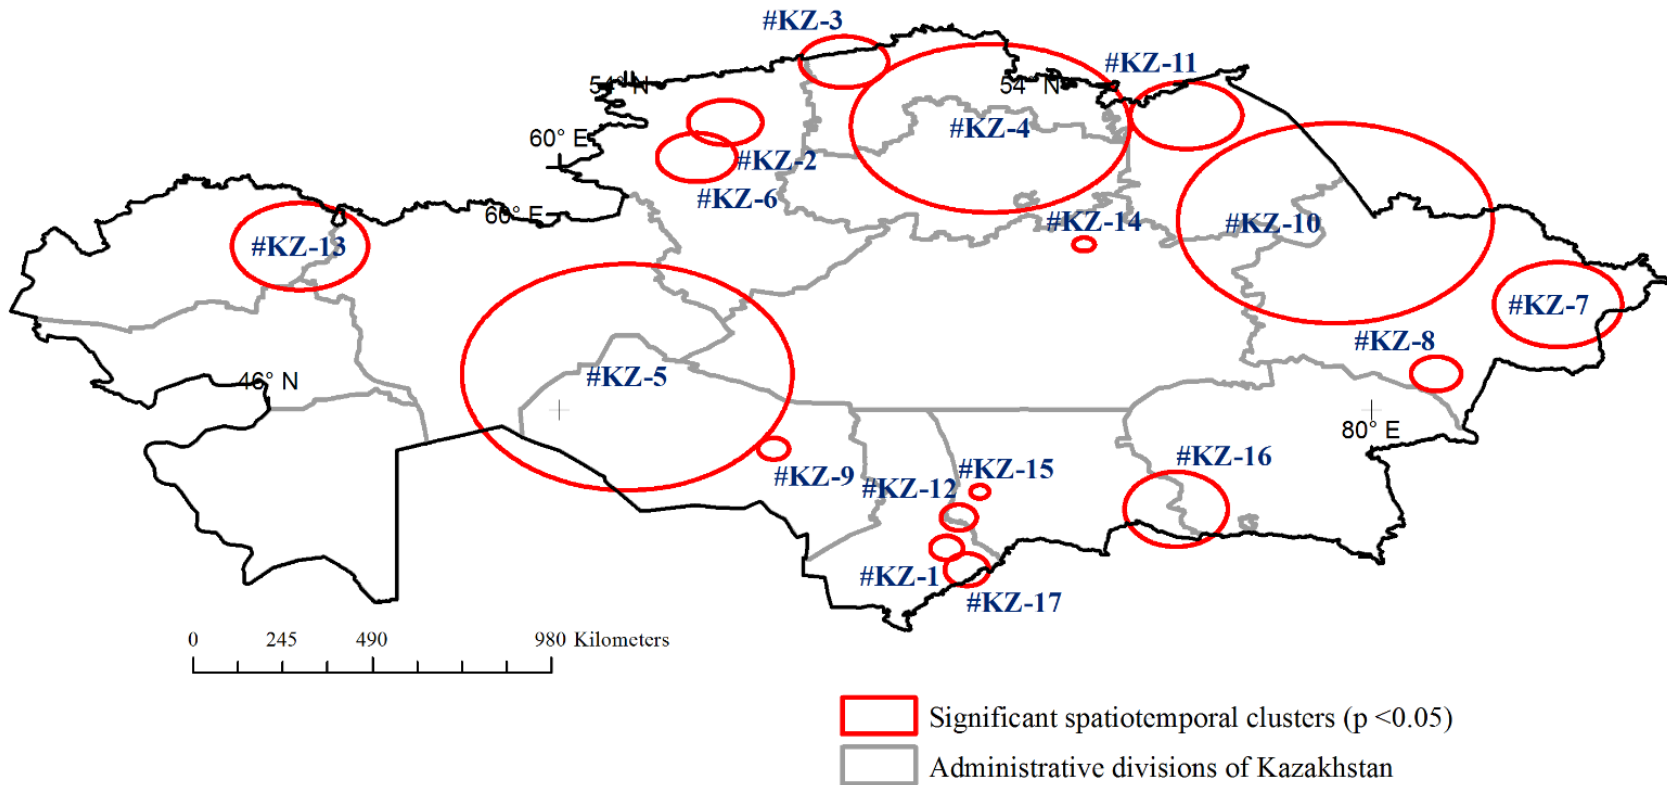 #KZ-3
#KZ-11
54° N
54° N
#KZ-4
60° E
#KZ-2
#KZ-6
60° E
#KZ-14
#KZ-10
#KZ-13
#KZ-7
#KZ-8
46° N
#KZ-5
80° E
#KZ-9
#KZ-15
#KZ-16
#KZ-12
#KZ-1
#KZ-17
0 245 490 980 Kilometers
Significant spatiotemporal clusters (p <0.05)
Administrative divisions of Kazakhstan